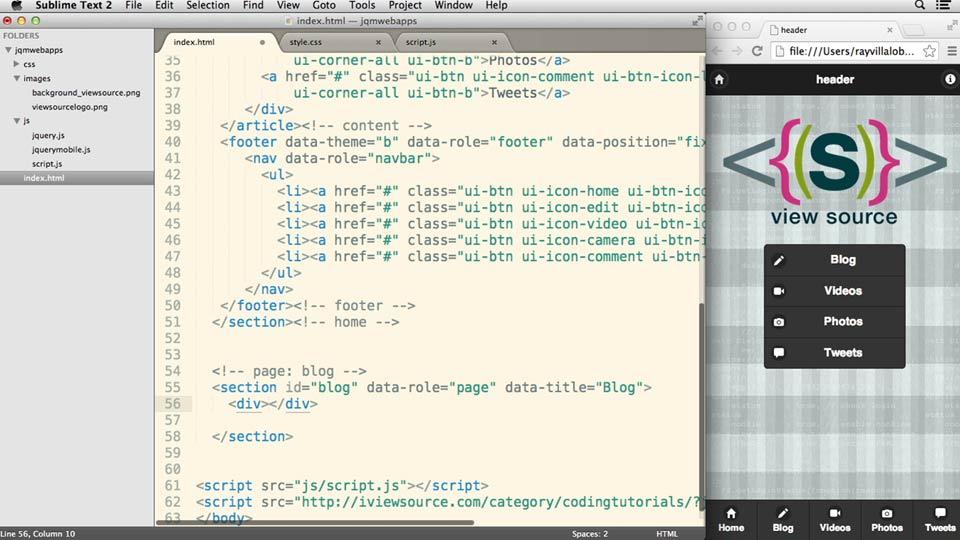 Sublime Text 2 File Edit Selection Find View Goto Tools Project Window Help
index.html — jqmwebapps
FOLDERS
jqmwebapps
css
images
background_viewsource.png
viewsourcelogo.png
js
jquery.js
jquerymobile.js
script.js
index.html
index.html
style.css
script.js
35 ui-corner-all ui-btn-b">Photos</a>
36 <a href="#" class="ui-btn ui-icon-comment ui-btn-icon-l
37 ui-corner-all ui-btn-b">Tweets</a>
38 </div>
39 </article><!-- content -->
40 <footer data-theme="b" data-role="footer" data-position="fix
41 <nav data-role="navbar">
42 <ul>
43 <li><a href="#" class="ui-btn ui-icon-home ui-btn-ico
44 <li><a href="#" class="ui-btn ui-icon-edit ui-btn-ico
45 <li><a href="#" class="ui-btn ui-icon-video ui-btn-ic
46 <li><a href="#" class="ui-btn ui-icon-camera ui-btn-i
47 <li><a href="#" class="ui-btn ui-icon-comment ui-btn-
48 </ul>
49 </nav>
50 </footer><!-- footer -->
51 </section><!-- home -->
52
53
54 <!-- page: blog -->
55 <section id="blog" data-role="page" data-title="Blog">
56 <div></div>
57
58 </section>
59
60
61 <script src="js/script.js"></script>
62 <script src="http://iviewsource.com/category/codingtutorials/?
63 </body>
Line 56, Column 10
Spaces: 2
HTML
header
file:///Users/rayvillalob...
header
<{(S)}>
view source
Blog
Videos
Photos
Tweets
Home
Blog
Videos
Photos
Tweets